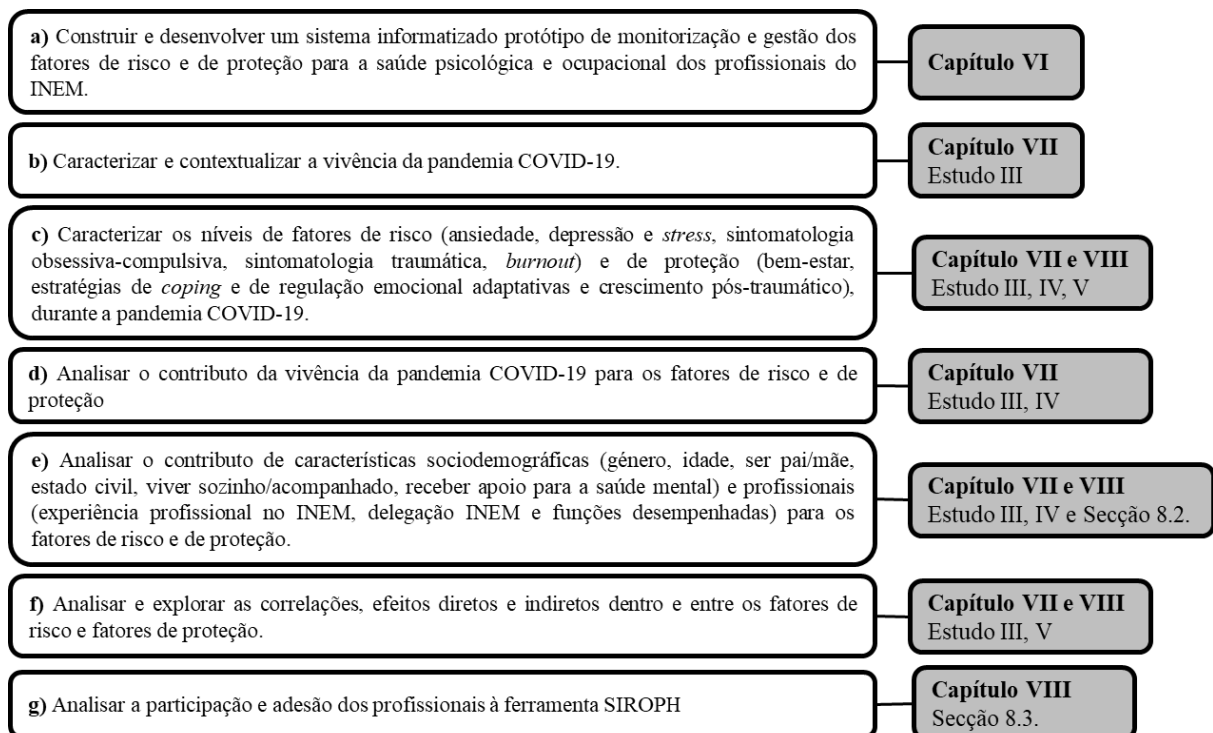 a) Construir e desenvolver um sistema informatizado protótipo de monitorização e gestão dos
fatores de risco e de proteção para a saúde psicológica e ocupacional dos profissionais do
INEM.
Capítulo VI
b) Caracterizar e contextualizar a vivência da pandemia COVID-19.
Capítulo VII
Estudo III
c) Caracterizar os níveis de fatores de risco (ansiedade, depressão e stress, sintomatologia
obsessiva-compulsiva, sintomatologia traumática, burnout) e de proteção (bem-estar,
estratégias de coping e de regulação emocional adaptativas e crescimento pós-traumático),
durante a pandemia COVID-19.
Capítulo VII e VIII
Estudo III, IV, V
d) Analisar o contributo da vivência da pandemia COVID-19 para os fatores de risco e de
proteção
Capítulo VII
Estudo III, IV
e) Analisar o contributo de características sociodemográficas (género, idade, ser pai/mãe,
estado civil, viver sozinho/acompanhado, receber apoio para a saúde mental) e profissionais
(experiência profissional no INEM, delegação INEM e funções desempenhadas) para os
fatores de risco e de proteção.
Capítulo VII e VIII
Estudo III, IV e Secção 8.2.
f) Analisar e explorar as correlações, efeitos diretos e indiretos dentro e entre os fatores de
risco e fatores de proteção.
Capítulo VII e VIII
Estudo III, V
g) Analisar a participação e adesão dos profissionais à ferramenta SIROPH
Capítulo VIII
Secção 8.3.